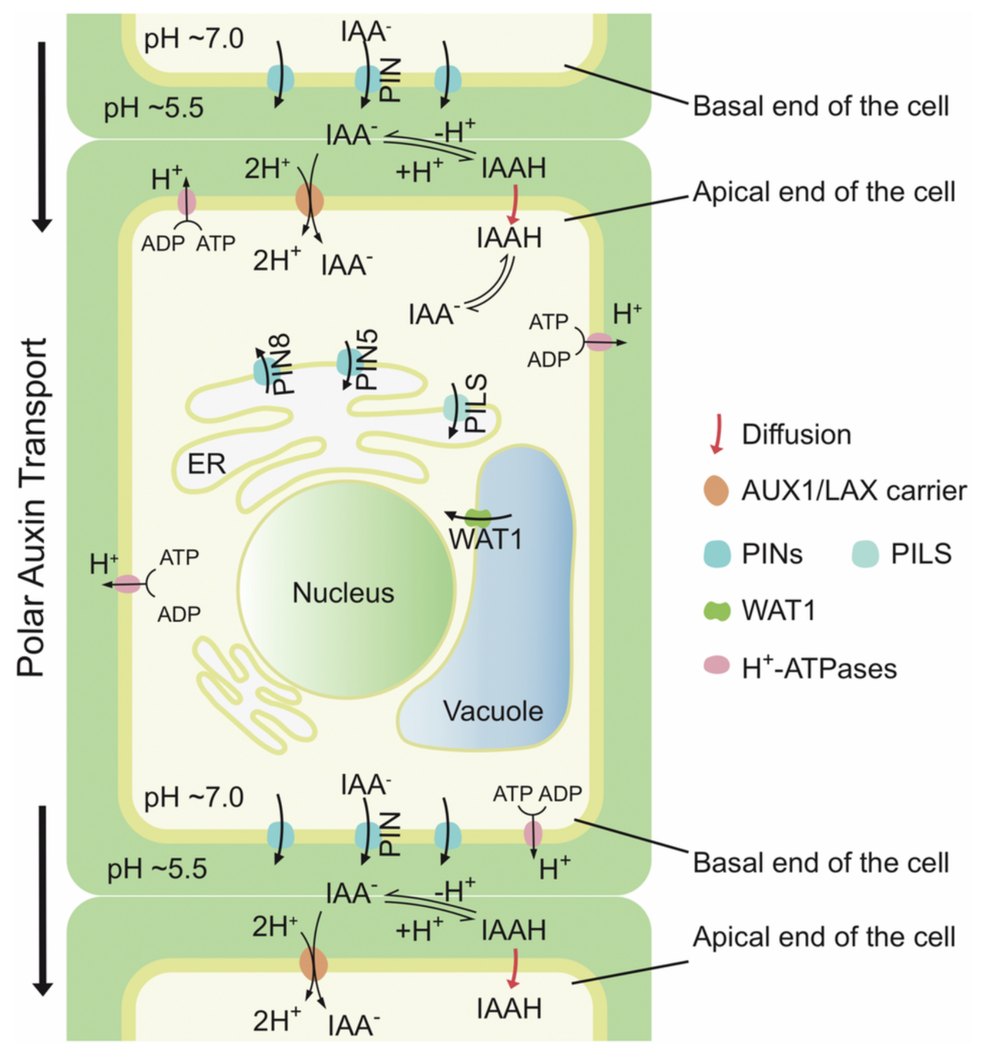 pH ~7.0
IAA⁻
PIN
Basal end of the cell
pH ~5.5
IAA⁻
-H⁺
+H⁺
IAAH
2H⁺
H⁺
Apical end of the cell
ADP ATP
2H⁺
IAA⁻
IAAH
IAA⁻
H⁺
ATP
ADP
Polar Auxin Transport
PIN8
PIN5
PILS
ER
WAT1
Nucleus
Vacuole
H⁺
ATP
ADP
Diffusion
AUX1/LAX carrier
PINs
PILS
WAT1
H⁺-ATPases
pH ~7.0
IAA⁻
PIN
ATP ADP
H⁺
Basal end of the cell
pH ~5.5
IAA⁻
-H⁺
+H⁺
IAAH
2H⁺
Apical end of the cell
2H⁺
IAA⁻
IAAH